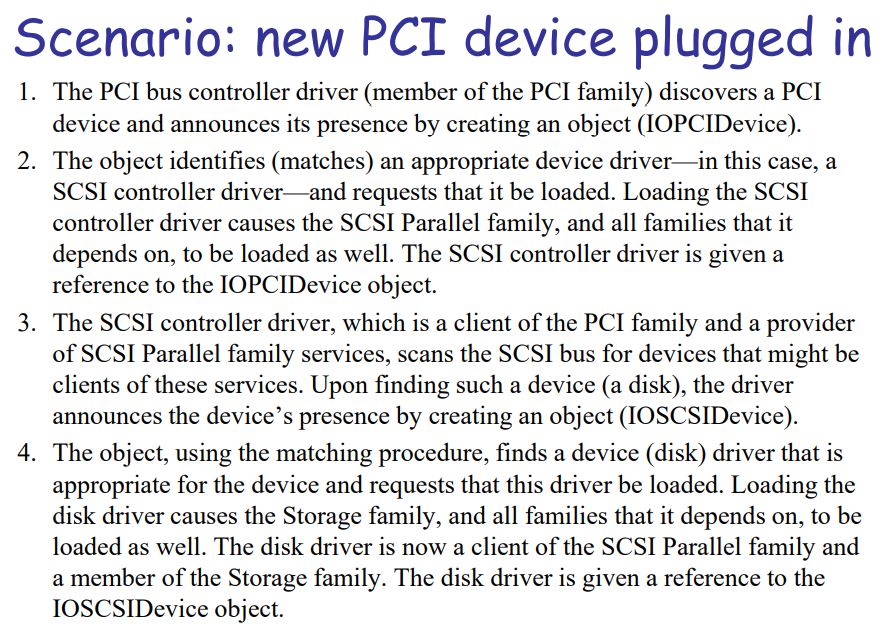 Scenario: new PCI device plugged in
1. The PCI bus controller driver (member of the PCI family) discovers a PCI
device and announces its presence by creating an object (IOPCIDevice).
2. The object identifies (matches) an appropriate device driver—in this case, a
SCSI controller driver—and requests that it be loaded. Loading the SCSI
controller driver causes the SCSI Parallel family, and all families that it
depends on, to be loaded as well. The SCSI controller driver is given a
reference to the IOPCIDevice object.
3. The SCSI controller driver, which is a client of the PCI family and a provider
of SCSI Parallel family services, scans the SCSI bus for devices that might be
clients of these services. Upon finding such a device (a disk), the driver
announces the device’s presence by creating an object (IOSCSIDevice).
4. The object, using the matching procedure, finds a device (disk) driver that is
appropriate for the device and requests that this driver be loaded. Loading the
disk driver causes the Storage family, and all families that it depends on, to be
loaded as well. The disk driver is now a client of the SCSI Parallel family and
a member of the Storage family. The disk driver is given a reference to the
IOSCSIDevice object.